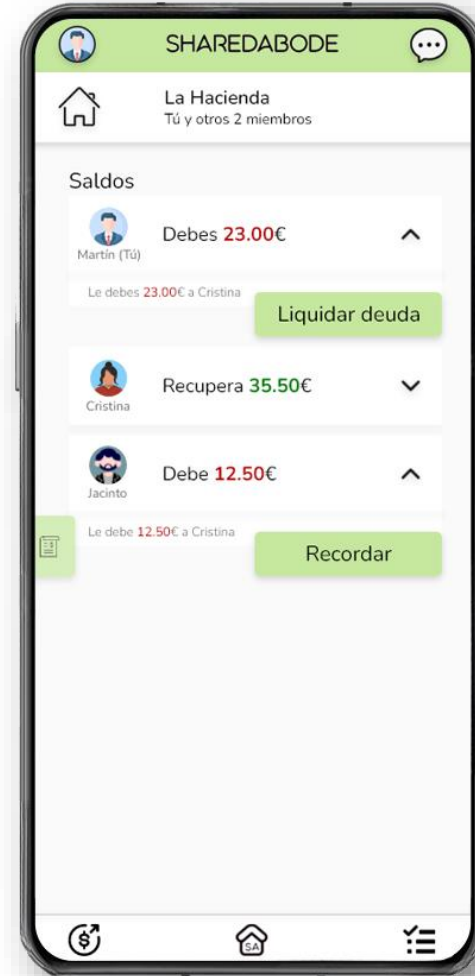 SHAREDABODE
La Hacienda
Tú y otros 2 miembros
Saldos
Debes 23.00€
Martín (Tú)
Le debes 23.00€ a Cristina
Liquidar deuda
Recupera 35.50€
Cristina
Debe 12.50€
Jacinto
Le debe 12.50€ a Cristina
Recordar
SA